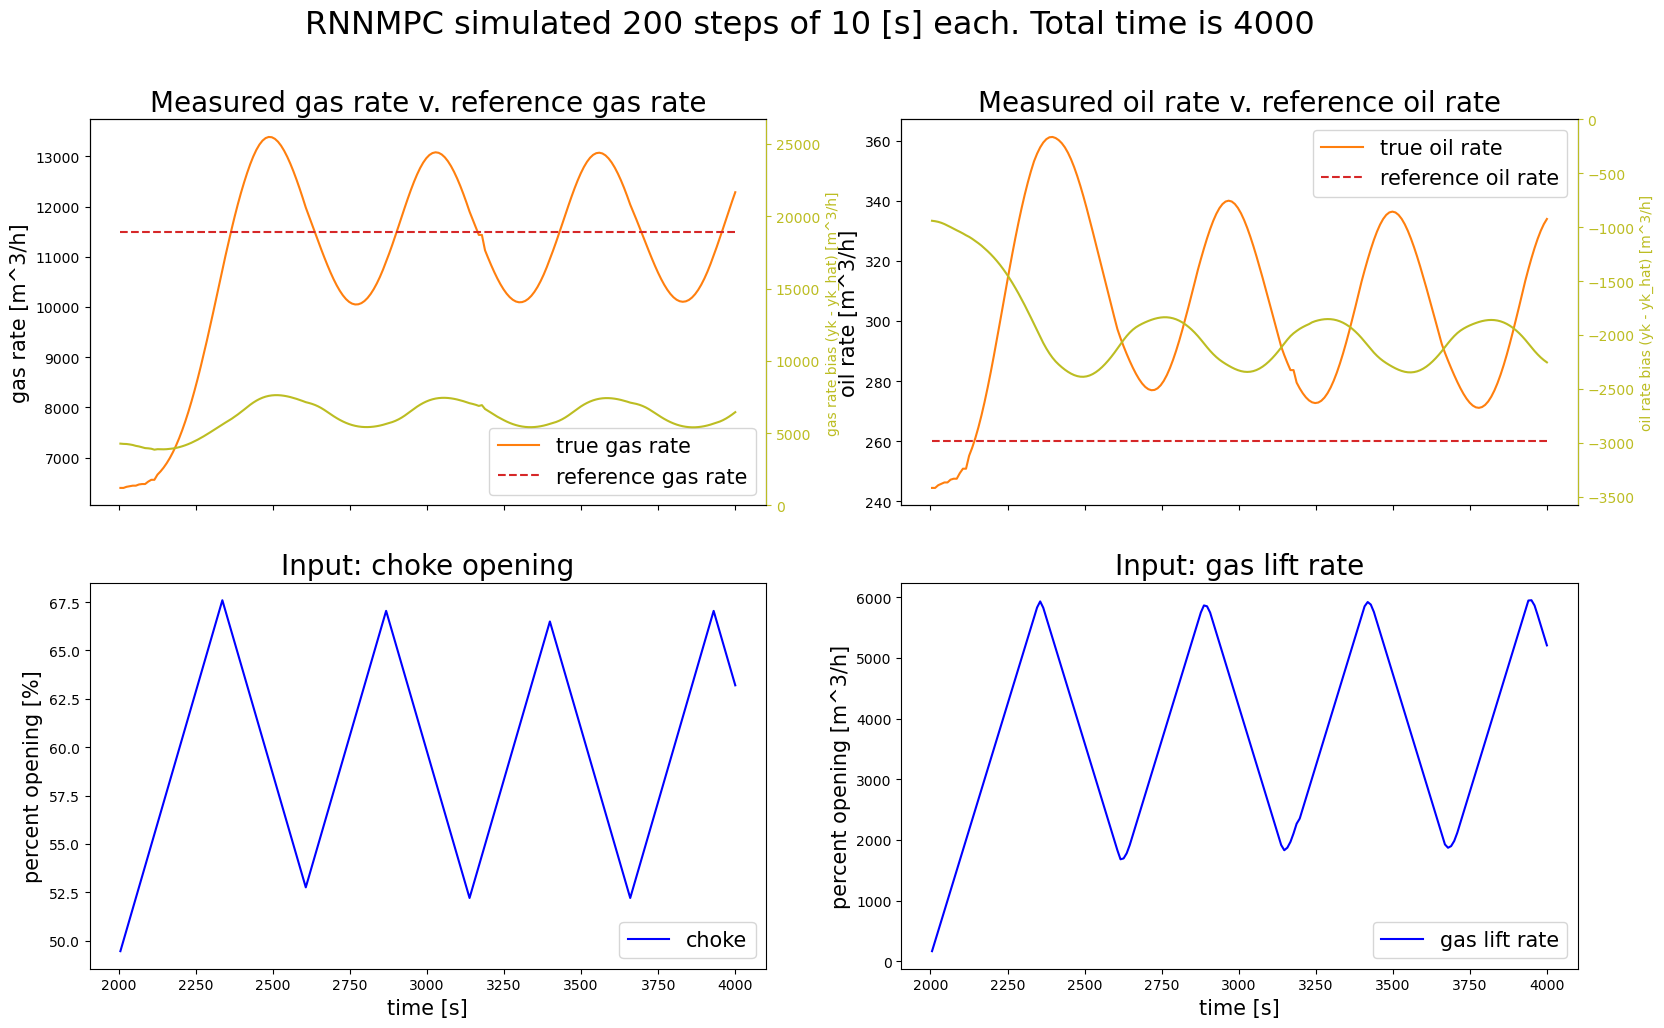 RNNMPC simulated 200 steps of 10 [s] each. Total time is 4000
Measured gas rate v. reference gas rate
gas rate [m^3/h]
13000
12000
11000
10000
9000
8000
7000
25000
20000
15000
10000
5000
0
gas rate bias (yk - yk_hat) [m^3/h]
true gas rate
reference gas rate
Measured oil rate v. reference oil rate
oil rate [m^3/h]
360
340
320
300
280
260
240
0
−500
−1000
−1500
−2000
−2500
−3000
−3500
oil rate bias (yk - yk_hat) [m^3/h]
true oil rate
reference oil rate
Input: choke opening
percent opening [%]
67.5
65.0
62.5
60.0
57.5
55.0
52.5
50.0
choke
2000 2250 2500 2750 3000 3250 3500 3750 4000
time [s]
Input: gas lift rate
percent opening [m^3/h]
6000
5000
4000
3000
2000
1000
0
gas lift rate
2000 2250 2500 2750 3000 3250 3500 3750 4000
time [s]